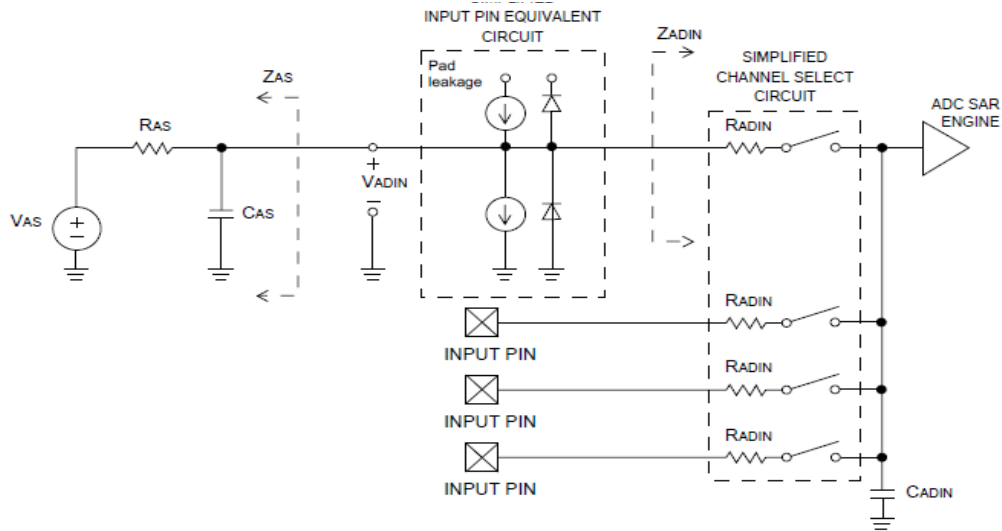 INPUT PIN EQUIVALENT
CIRCUIT
Pad
leakage
ZAS
ZADIN
SIMPLIFIED
CHANNEL SELECT
CIRCUIT
ADC SAR
ENGINE
RAS
RADIN
+
VADIN
–
VAS
+
–
CAS
RADIN
INPUT PIN
RADIN
INPUT PIN
RADIN
INPUT PIN
CADIN